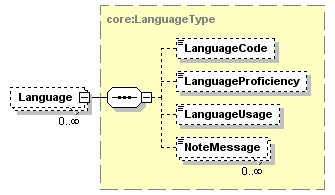 core:LanguageType
LanguageCode
LanguageProficiency
Language
0..∞
LanguageUsage
NoteMessage
0..∞